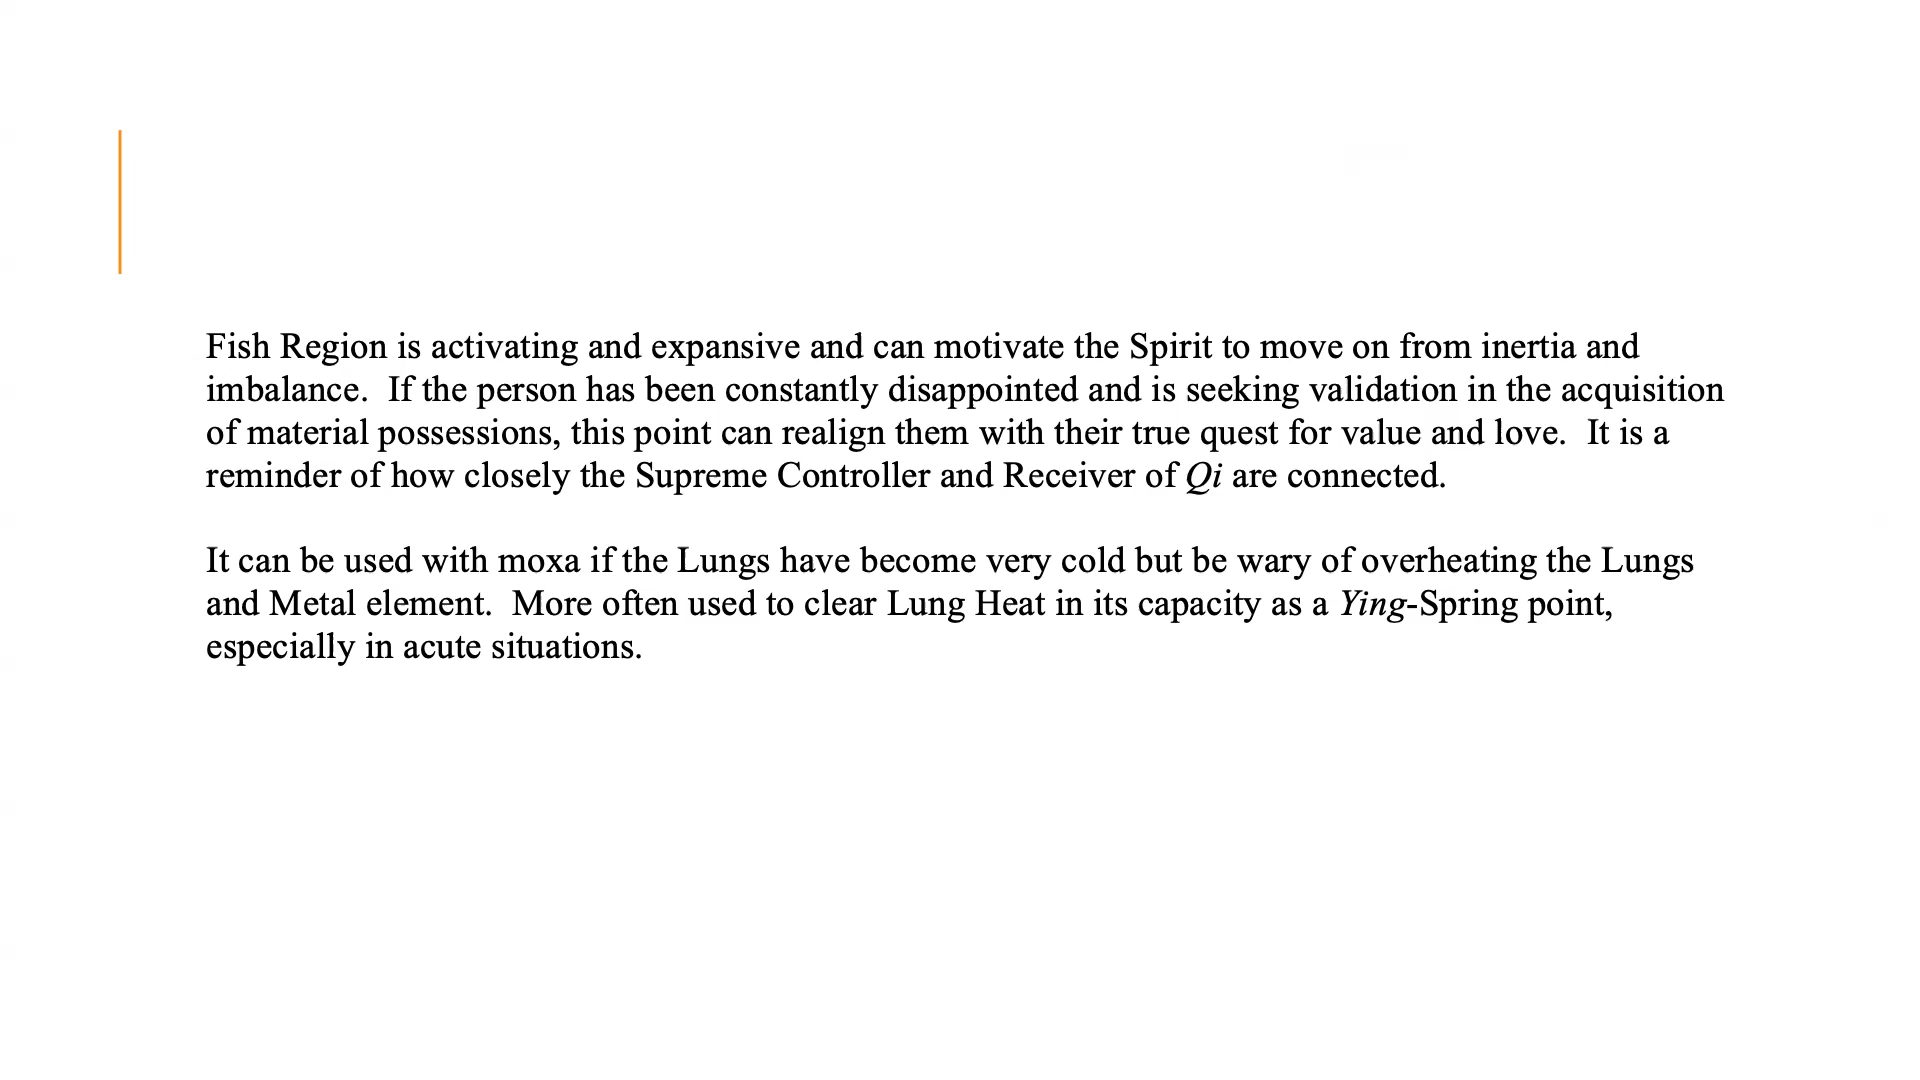 Fish Region is activating and expansive and can motivate the Spirit to move on from inertia and
imbalance.  If the person has been constantly disappointed and is seeking validation in the acquisition
of material possessions, this point can realign them with their true quest for value and love.  It is a
reminder of how closely the Supreme Controller and Receiver of Qi are connected.
It can be used with moxa if the Lungs have become very cold but be wary of overheating the Lungs
and Metal element.  More often used to clear Lung Heat in its capacity as a Ying-Spring point,
especially in acute situations.